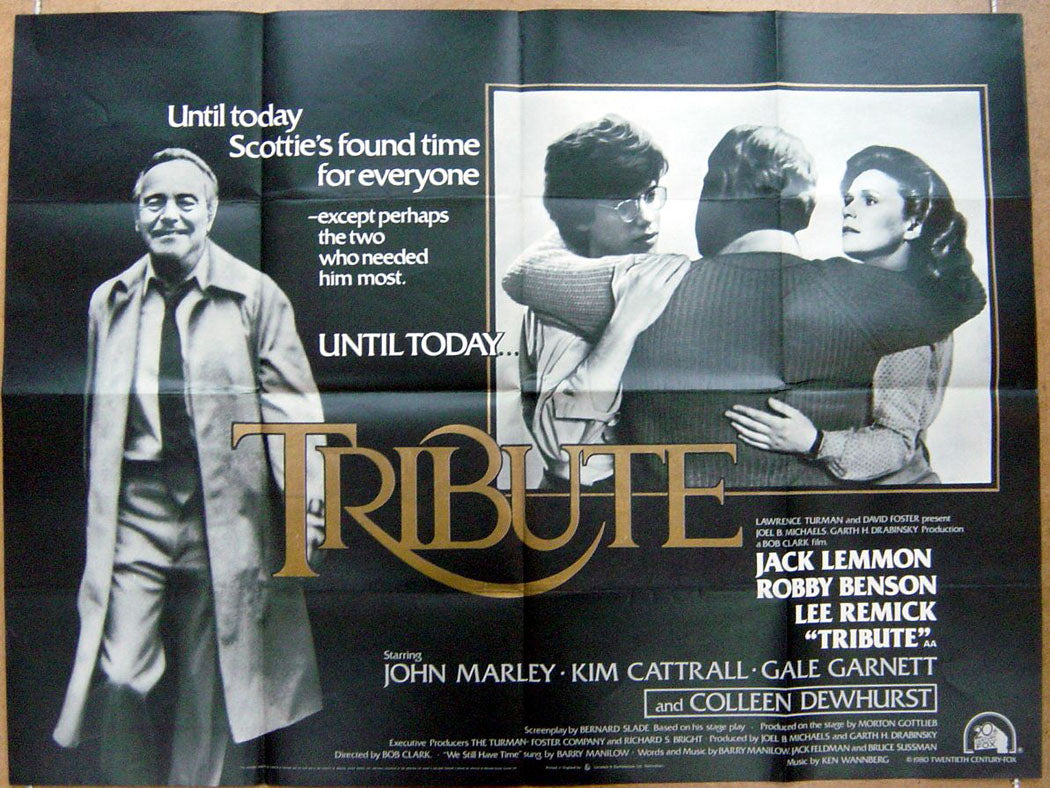 Until today
Scottie's found time
for everyone
–except perhaps
the two
who needed
him most.
UNTIL TODAY...
TRIBUTE
LAWRENCE TURMAN and DAVID FOSTER present
JOEL B. MICHAELS. GARTH H. DRABINSKY Production
a BOB CLARK film
JACK LEMMON
ROBBY BENSON
LEE REMICK
"TRIBUTE" AA
Starring
JOHN MARLEY · KIM CATTRALL · GALE GARNETT
and COLLEEN DEWHURST
Screenplay by BERNARD SLADE Based on his stage play · Produced on the stage by MORTON GOTTLIEB
Executive Producers THE TURMAN-FOSTER COMPANY and RICHARD S. BRIGHT · Produced by JOEL B. MICHAELS and GARTH H. DRABINSKY
Directed by BOB CLARK · "We Still Have Time" sung by BARRY MANILOW · Words and Music by BARRY MANILOW, JACK FELDMAN and BRUCE SUSSMAN
Music by KEN WANNBERG
20th
CENTURY
FOX
© 1980 TWENTIETH CENTURY-FOX